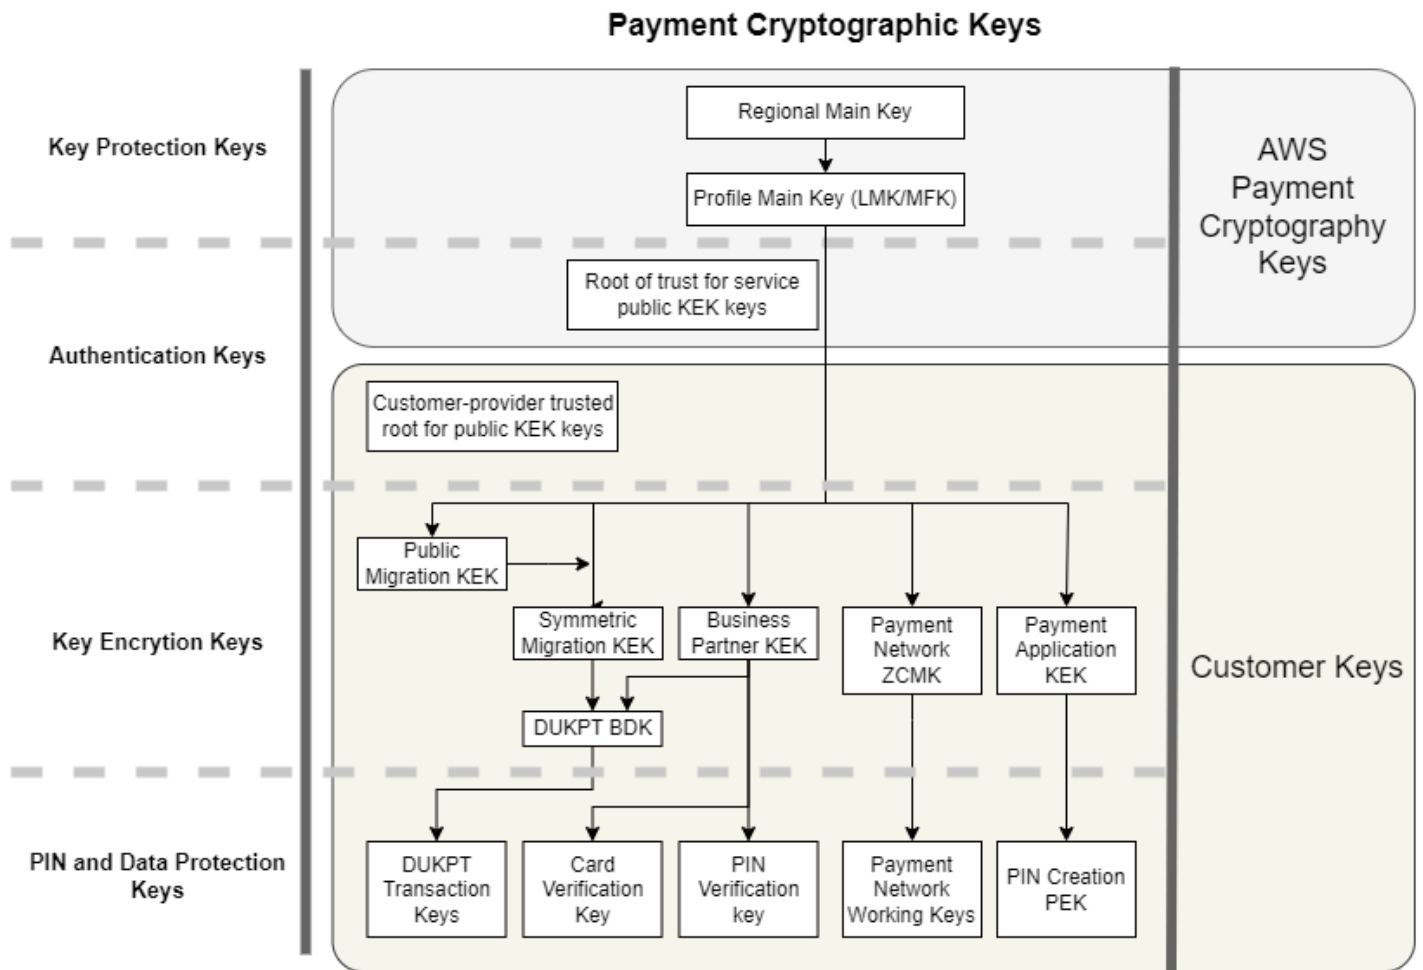 Payment Cryptographic Keys
Key Protection Keys
Regional Main Key
Profile Main Key (LMK/MFK)
AWS
Payment
Cryptography
Keys
Authentication Keys
Root of trust for service
public KEK keys
Customer-provider trusted
root for public KEK keys
Key Encrytion Keys
Public
Migration KEK
Symmetric
Migration KEK
Business
Partner KEK
Payment
Network
ZCMK
Payment
Application
KEK
DUKPT BDK
Customer Keys
PIN and Data Protection
Keys
DUKPT
Transaction
Keys
Card
Verification
Key
PIN
Verification
key
Payment
Network
Working Keys
PIN Creation
PEK